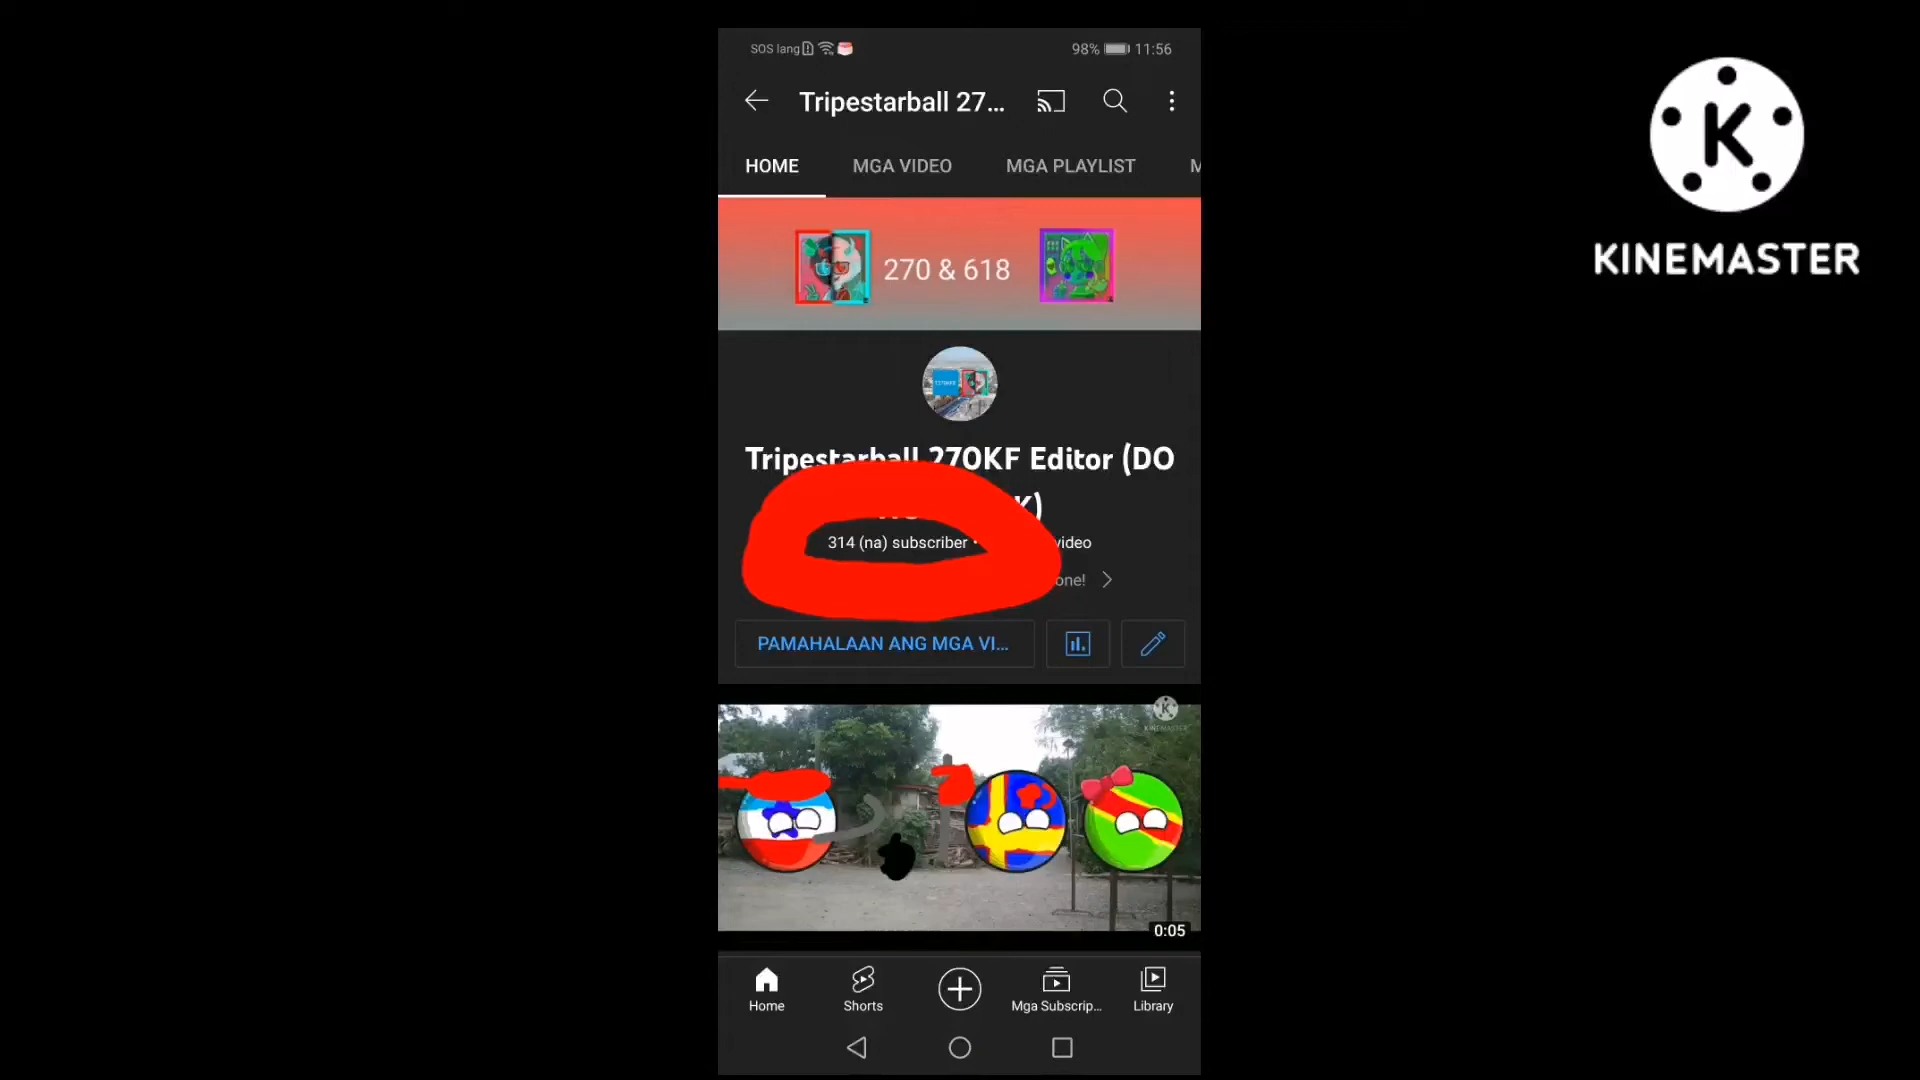 SOS lang
98% 11:56
Tripestarball 27...
HOME MGA VIDEO MGA PLAYLIST M
270 & 618
Tripestarball 270KF Editor (DO
K)
314 (na) subscriber • video
one!
PAMAHALAAN ANG MGA VI...
K
KINEMASTER
0:05
Home Shorts Mga Subscrip... Library
K
KINEMASTER